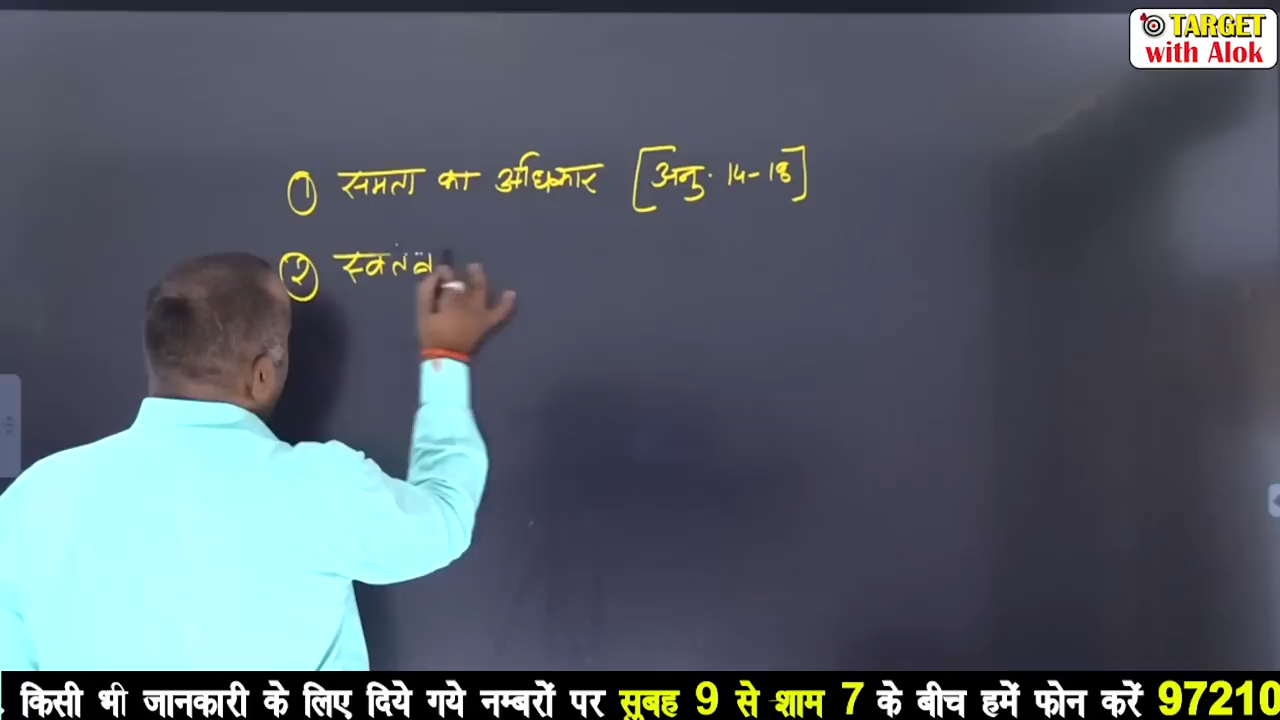 TARGET
with Alok
① समता का अधिकार [अनु. 14-18]
② स्वतंत्र
किसी भी जानकारी के लिए दिये गये नम्बरों पर सुबह 9 से शाम 7 के बीच हमें फोन करें 97210